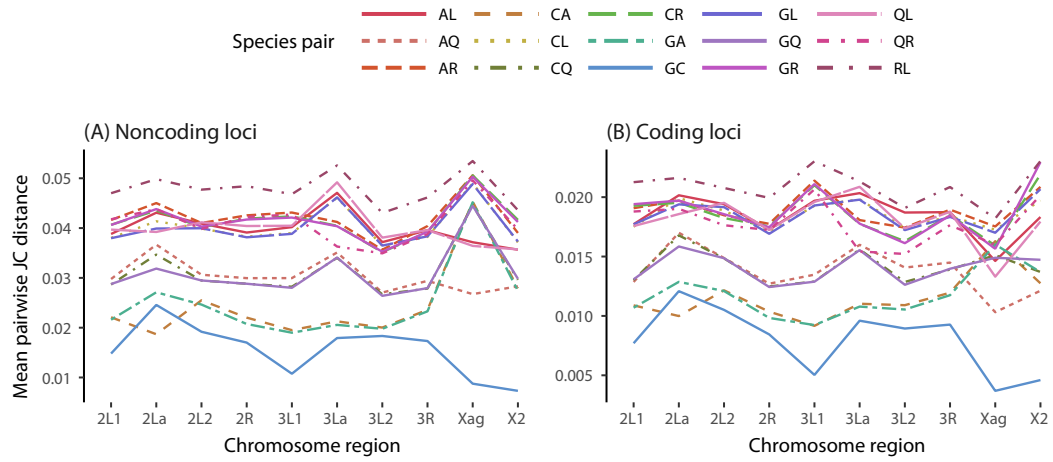 Species pair
AL CA CR GL QL
AQ CL GA GQ QR
AR CQ GC GR RL
(A) Noncoding loci
Mean pairwise JC distance
0.05
0.04
0.03
0.02
0.01
2L1 2La 2L2 2R 3L1 3La 3L2 3R Xag X2
Chromosome region
(B) Coding loci
0.020
0.015
0.010
0.005
2L1 2La 2L2 2R 3L1 3La 3L2 3R Xag X2
Chromosome region